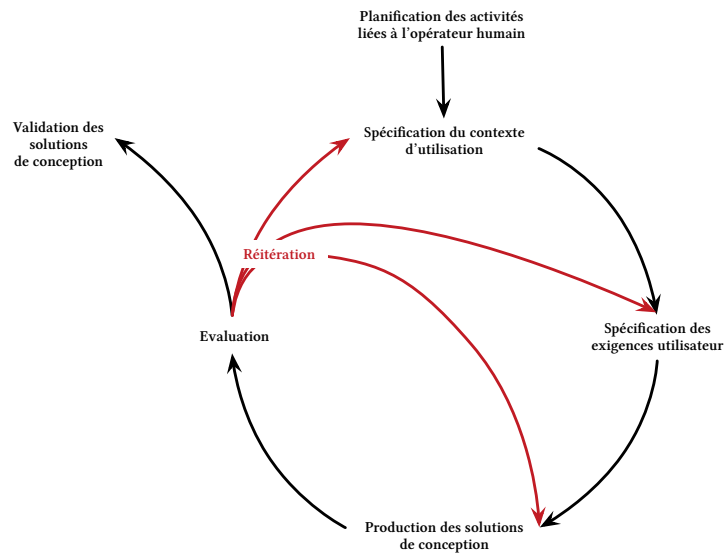 Planification des activités
liées à l'opérateur humain
Validation des
solutions
de conception
Spécification du contexte
d'utilisation
Réitération
Evaluation
Spécification des
exigences utilisateur
Production des solutions
de conception